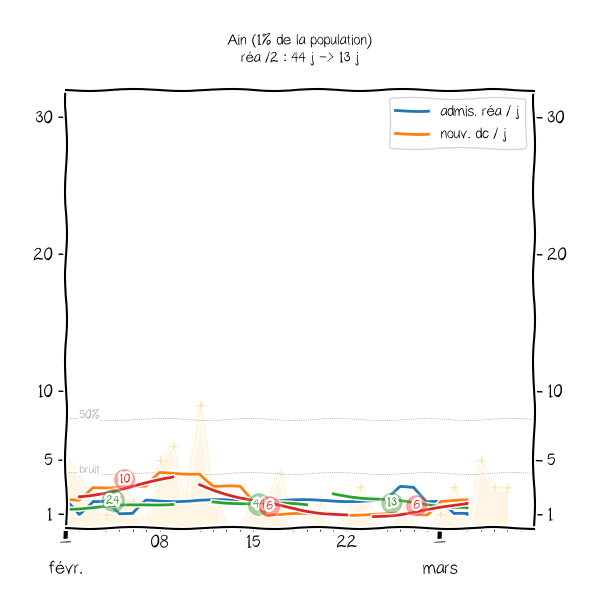 Ain (1% de la population)
réa /2 : 44 j -> 13 j
admis. réa / j
nouv. dc / j
30
30
20
20
10
10
50%
5
5
bruit
10
24
44
6
13
6
1
1
08
15
22
févr.
mars